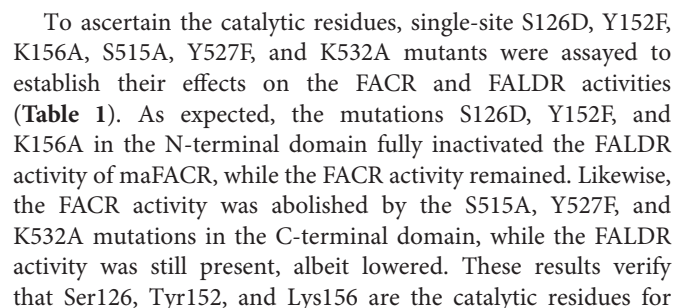 To ascertain the catalytic residues, single-site S126D, Y152F,
K156A, S515A, Y527F, and K532A mutants were assayed to
establish their effects on the FACR and FALDR activities
(Table 1). As expected, the mutations S126D, Y152F, and
K156A in the N-terminal domain fully inactivated the FALDR
activity of maFACR, while the FACR activity remained. Likewise,
the FACR activity was abolished by the S515A, Y527F, and
K532A mutations in the C-terminal domain, while the FALDR
activity was still present, albeit lowered. These results verify
that Ser126, Tyr152, and Lys156 are the catalytic residues for